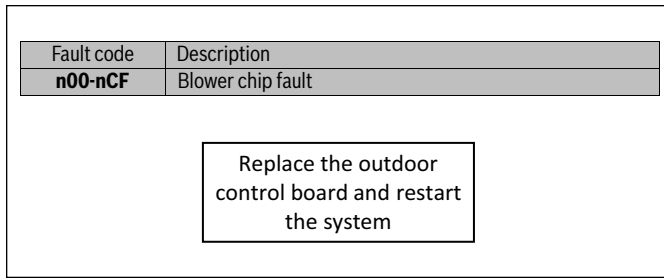 Fault code Description
n00-nCF Blower chip fault
Replace the outdoor
control board and restart
the system